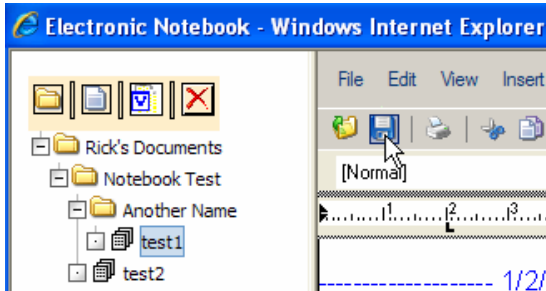 Electronic Notebook - Windows Internet Explorer
File Edit View Insert
Rick's Documents
Notebook Test
[Normal]
Another Name
1 2 3
test1
test2
------------------- 1/2/